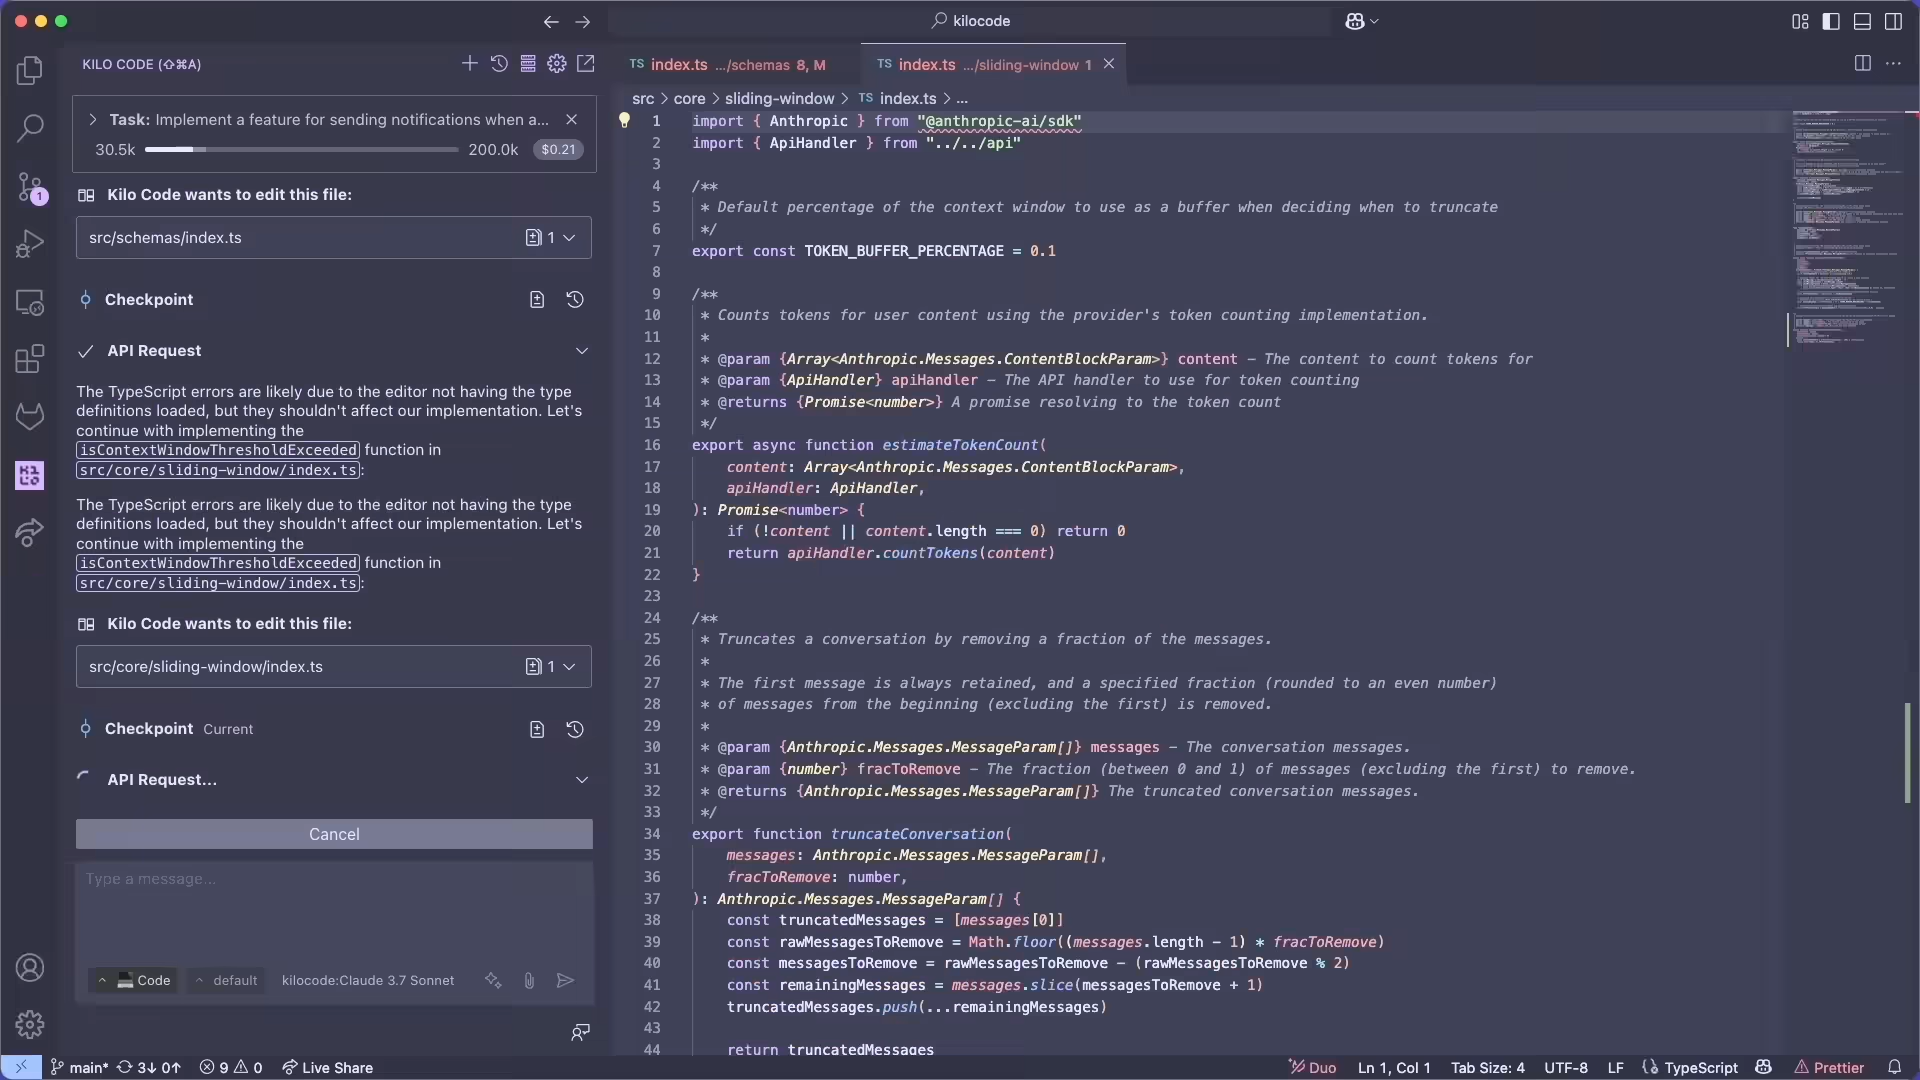 kilocode
KILO CODE (⇧⌘A)
Task: Implement a feature for sending notifications when a...
30.5k 200.0k $0.21
Kilo Code wants to edit this file:
src/schemas/index.ts 1
Checkpoint
API Request
The TypeScript errors are likely due to the editor not having the type
definitions loaded, but they shouldn't affect our implementation. Let's
continue with implementing the
isContextWindowThresholdExceeded function in
src/core/sliding-window/index.ts:
The TypeScript errors are likely due to the editor not having the type
definitions loaded, but they shouldn't affect our implementation. Let's
continue with implementing the
isContextWindowThresholdExceeded function in
src/core/sliding-window/index.ts:
Kilo Code wants to edit this file:
src/core/sliding-window/index.ts 1
Checkpoint Current
API Request...
Cancel
Type a message...
Code default kilocode:Claude 3.7 Sonnet
TS index.ts .../schemas 8, M
TS index.ts .../sliding-window 1
src > core > sliding-window > TS index.ts > ...
1 import { Anthropic } from "@anthropic-ai/sdk"
2 import { ApiHandler } from "../../api"
3
4 /**
5 * Default percentage of the context window to use as a buffer when deciding when to truncate
6 */
7 export const TOKEN_BUFFER_PERCENTAGE = 0.1
8
9 /**
10 * Counts tokens for user content using the provider's token counting implementation.
11 *
12 * @param {Array<Anthropic.Messages.ContentBlockParam>} content - The content to count tokens for
13 * @param {ApiHandler} apiHandler - The API handler to use for token counting
14 * @returns {Promise<number>} A promise resolving to the token count
15 */
16 export async function estimateTokenCount(
17 content: Array<Anthropic.Messages.ContentBlockParam>,
18 apiHandler: ApiHandler,
19 ): Promise<number> {
20 if (!content || content.length === 0) return 0
21 return apiHandler.countTokens(content)
22 }
23
24 /**
25 * Truncates a conversation by removing a fraction of the messages.
26 *
27 * The first message is always retained, and a specified fraction (rounded to an even number)
28 * of messages from the beginning (excluding the first) is removed.
29 *
30 * @param {Anthropic.Messages.MessageParam[]} messages - The conversation messages.
31 * @param {number} fracToRemove - The fraction (between 0 and 1) of messages (excluding the first) to remove.
32 * @returns {Anthropic.Messages.MessageParam[]} The truncated conversation messages.
33 */
34 export function truncateConversation(
35 messages: Anthropic.Messages.MessageParam[],
36 fracToRemove: number,
37 ): Anthropic.Messages.MessageParam[] {
38 const truncatedMessages = [messages[0]]
39 const rawMessagesToRemove = Math.floor((messages.length - 1) * fracToRemove)
40 const messagesToRemove = rawMessagesToRemove - (rawMessagesToRemove % 2)
41 const remainingMessages = messages.slice(messagesToRemove + 1)
42 truncatedMessages.push(...remainingMessages)
43
44 return truncatedMessages
main* 3↓ 0↑ 9 0 Live Share Duo Ln 1, Col 1 Tab Size: 4 UTF-8 LF TypeScript Prettier